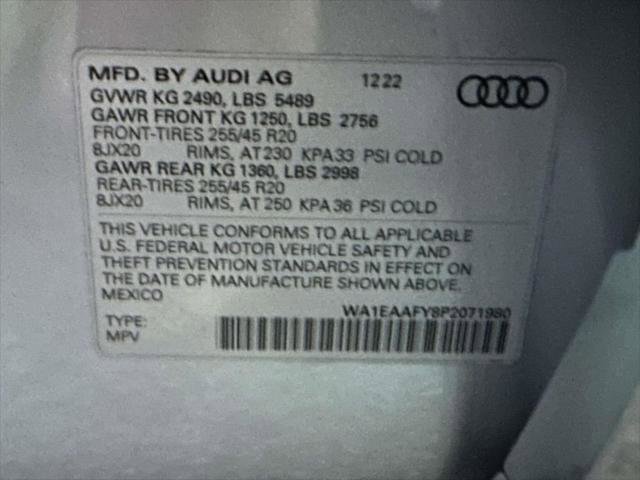 MFD. BY AUDI AG 12 22
GVWR KG 2490, LBS 5489
GAWR FRONT KG 1250, LBS 2756
FRONT-TIRES 255/45 R20
8JX20 RIMS, AT 230 KPA 33 PSI COLD
GAWR REAR KG 1360, LBS 2998
REAR-TIRES 255/45 R20
8JX20 RIMS, AT 250 KPA 36 PSI COLD
THIS VEHICLE CONFORMS TO ALL APPLICABLE
U.S. FEDERAL MOTOR VEHICLE SAFETY AND
THEFT PREVENTION STANDARDS IN EFFECT ON
THE DATE OF MANUFACTURE SHOWN ABOVE.
MEXICO
WA1EAAFY8P2071980
TYPE:
MPV